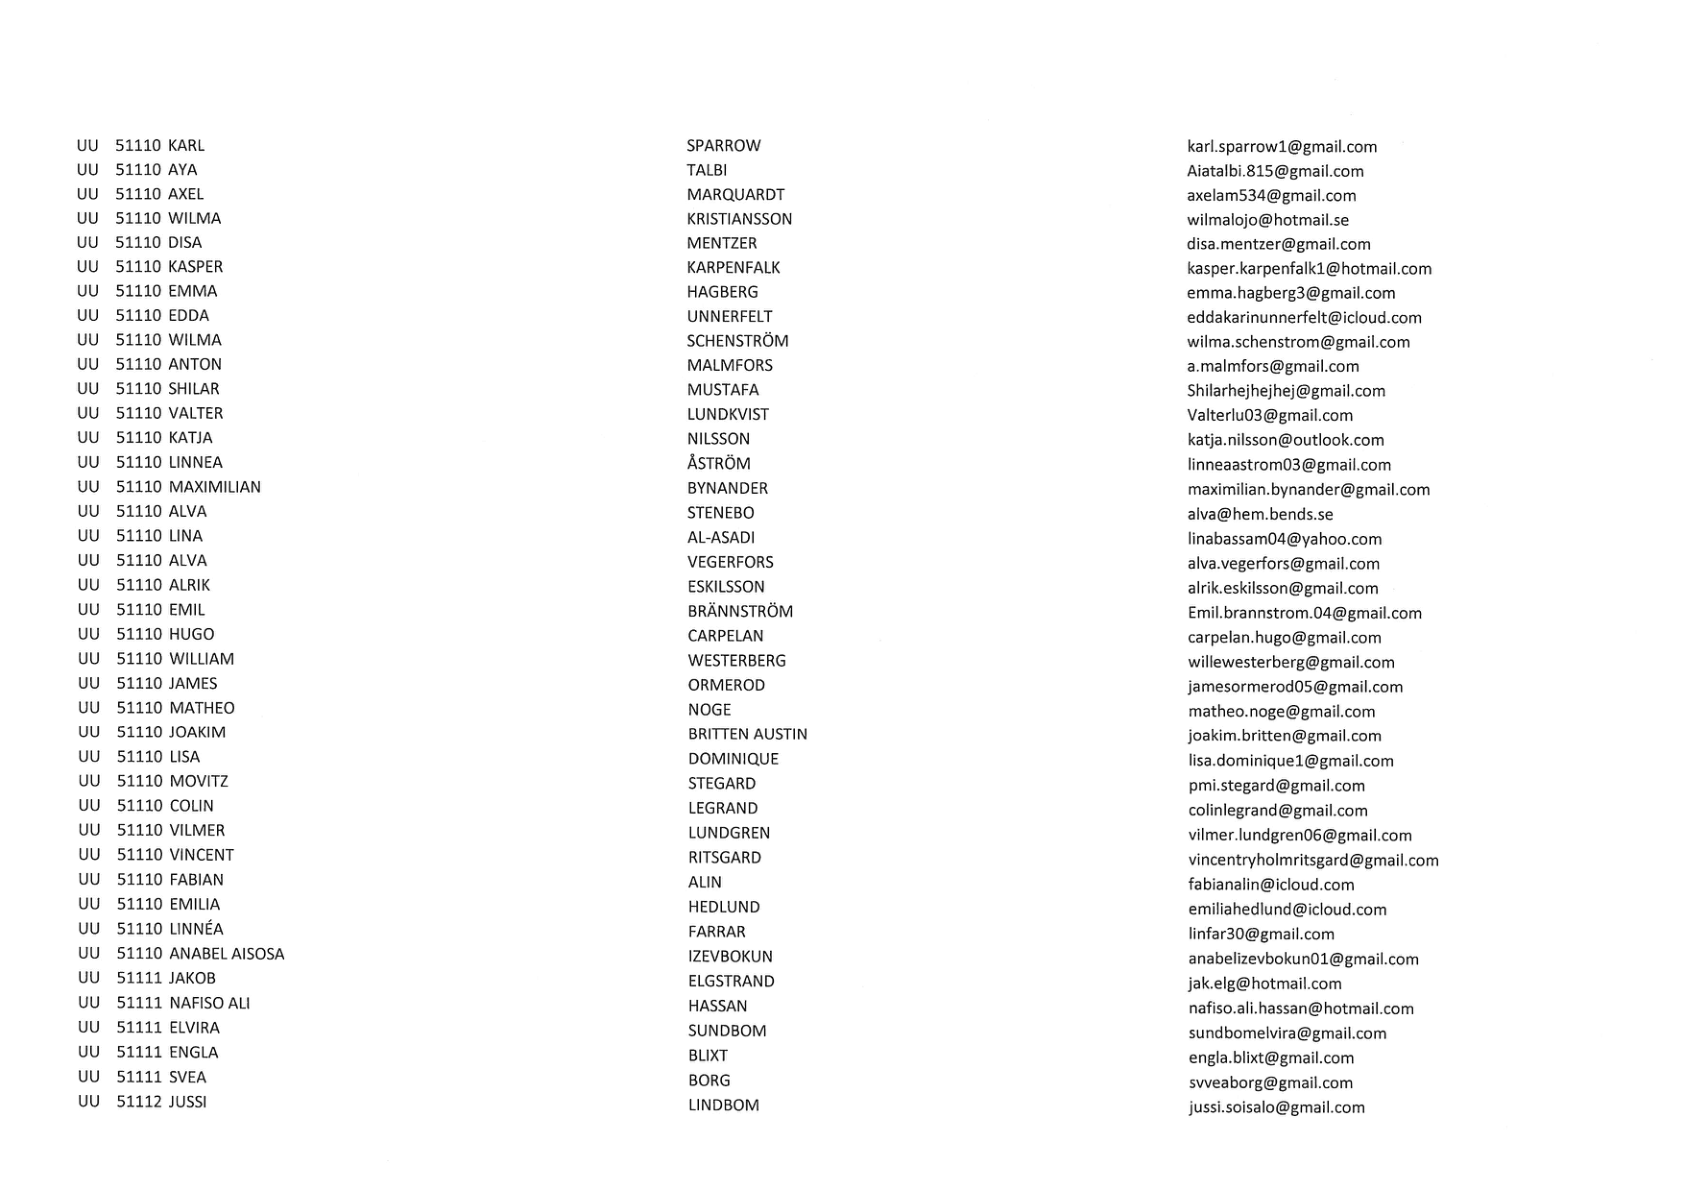 UU 51110 KARL SPARROW karl.sparrow1@gmail.com
UU 51110 AYA TALBI Aiatalbi.815@gmail.com
UU 51110 AXEL MARQUARDT axelam534@gmail.com
UU 51110 WILMA KRISTIANSSON wilmalojo@hotmail.se
UU 51110 DISA MENTZER disa.mentzer@gmail.com
UU 51110 KASPER KARPENFALK kasper.karpenfalk1@hotmail.com
UU 51110 EMMA HAGBERG emma.hagberg3@gmail.com
UU 51110 EDDA UNNERFELT eddakarinunnerfelt@icloud.com
UU 51110 WILMA SCHENSTRÖM wilma.schenstrom@gmail.com
UU 51110 ANTON MALMFORS a.malmfors@gmail.com
UU 51110 SHILAR MUSTAFA Shilarhejhejhej@gmail.com
UU 51110 VALTER LUNDKVIST Valterlu03@gmail.com
UU 51110 KATJA NILSSON katja.nilsson@outlook.com
UU 51110 LINNEA ÅSTRÖM linneaastrom03@gmail.com
UU 51110 MAXIMILIAN BYNANDER maximilian.bynander@gmail.com
UU 51110 ALVA STENEBO alva@hem.bends.se
UU 51110 LINA AL-ASADI linabassam04@yahoo.com
UU 51110 ALVA VEGERFORS alva.vegerfors@gmail.com
UU 51110 ALRIK ESKILSSON alrik.eskilsson@gmail.com
UU 51110 EMIL BRÄNNSTRÖM Emil.brannstrom.04@gmail.com
UU 51110 HUGO CARPELAN carpelan.hugo@gmail.com
UU 51110 WILLIAM WESTERBERG willewesterberg@gmail.com
UU 51110 JAMES ORMEROD jamesormerod05@gmail.com
UU 51110 MATHEO NOGE matheo.noge@gmail.com
UU 51110 JOAKIM BRITTEN AUSTIN joakim.britten@gmail.com
UU 51110 LISA DOMINIQUE lisa.dominique1@gmail.com
UU 51110 MOVITZ STEGARD pmi.stegard@gmail.com
UU 51110 COLIN LEGRAND colinlegrand@gmail.com
UU 51110 VILMER LUNDGREN vilmer.lundgren06@gmail.com
UU 51110 VINCENT RITSGARD vincentryholmritsgard@gmail.com
UU 51110 FABIAN ALIN fabianalin@icloud.com
UU 51110 EMILIA HEDLUND emiliahedlund@icloud.com
UU 51110 LINNÉA FARRAR linfar30@gmail.com
UU 51110 ANABEL AISOSA IZEVBOKUN anabelizevbokun01@gmail.com
UU 51111 JAKOB ELGSTRAND jak.elg@hotmail.com
UU 51111 NAFISO ALI HASSAN nafiso.ali.hassan@hotmail.com
UU 51111 ELVIRA SUNDBOM sundbomelvira@gmail.com
UU 51111 ENGLA BLIXT engla.blixt@gmail.com
UU 51111 SVEA BORG svveaborg@gmail.com
UU 51112 JUSSI LINDBOM jussi.soisalo@gmail.com